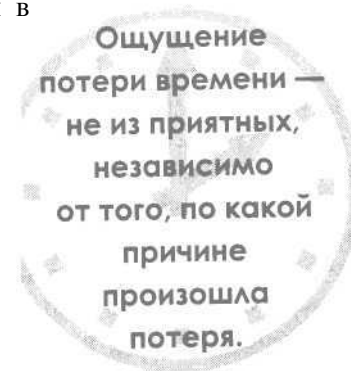 в
Ощущение
потери времени —
не из приятных,
независимо
от того, по какой
причине
произошла
потеря.